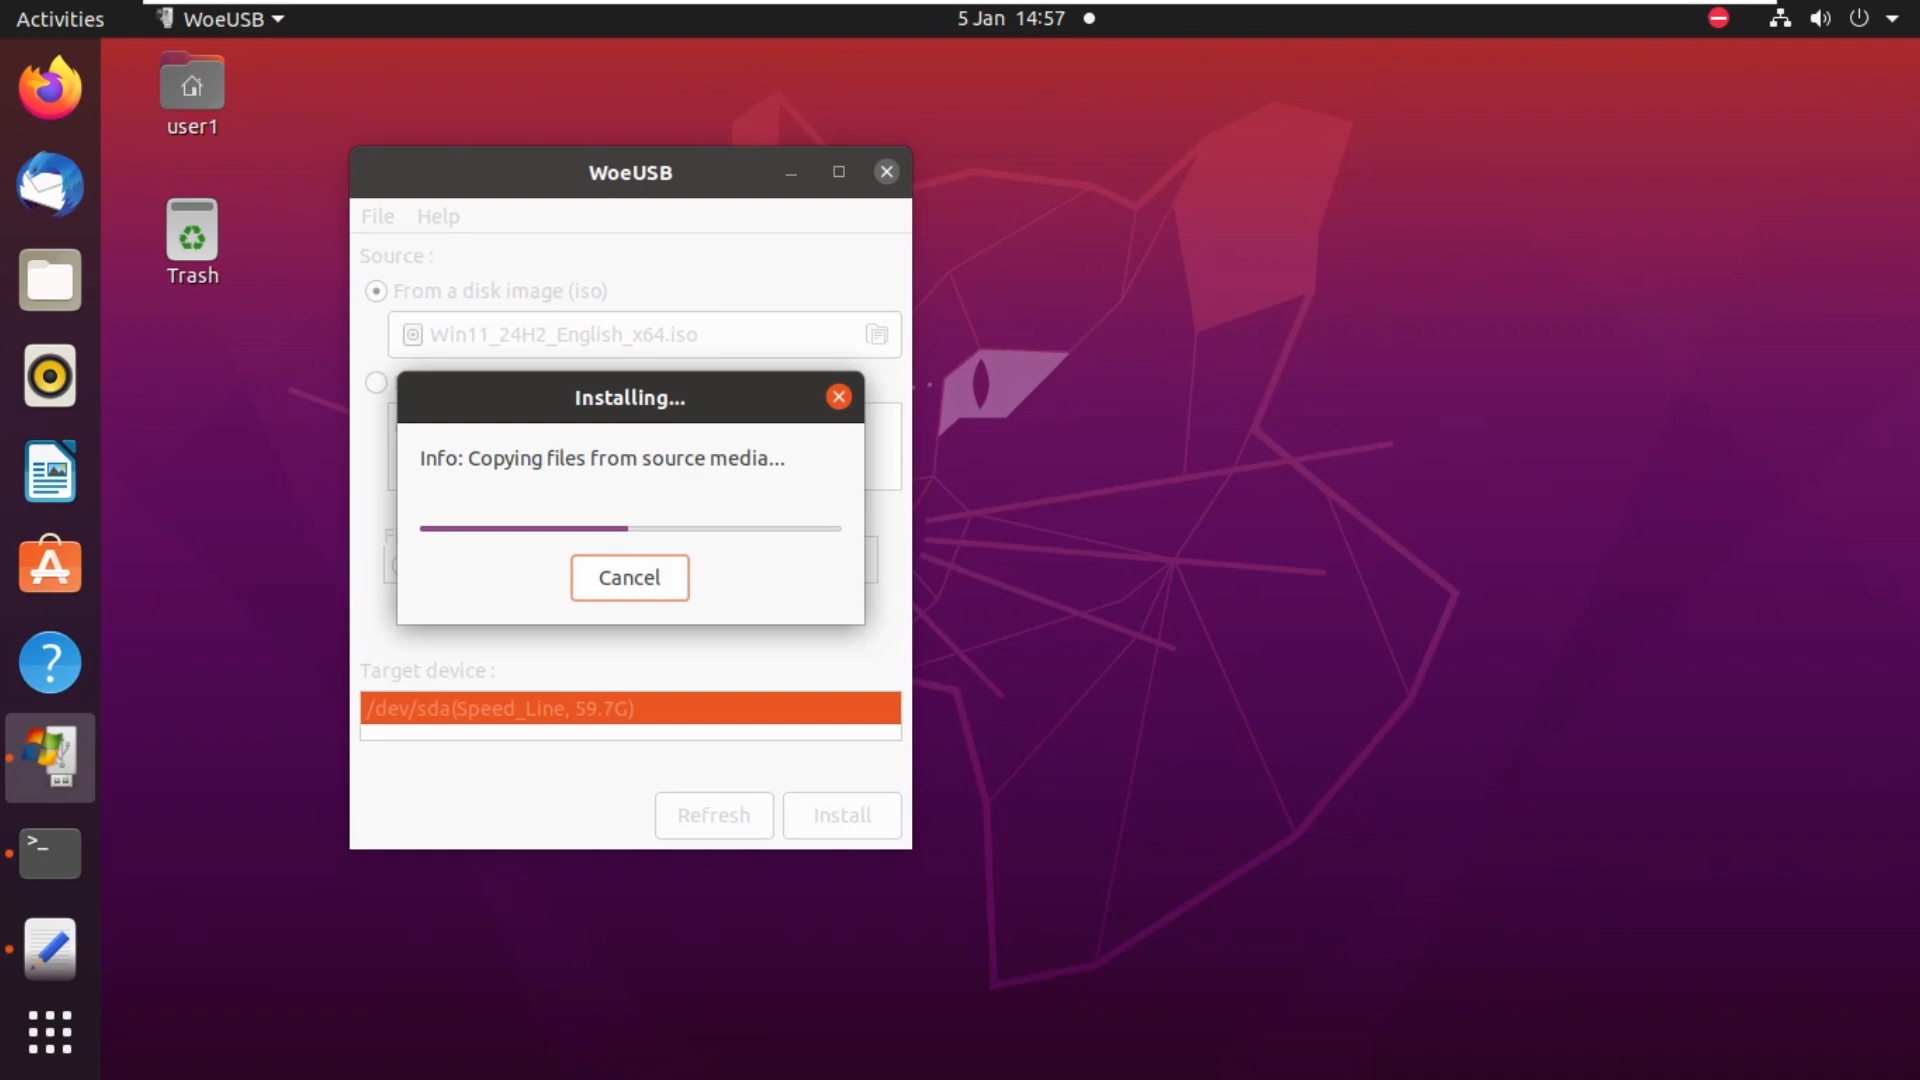 Activities
WoeUSB
5 Jan 14:57
user1
Trash
WoeUSB
File Help
Source :
From a disk image (iso)
Win11_24H2_English_x64.iso
Installing...
Info: Copying files from source media...
Cancel
Target device :
/dev/sda(Speed_Line, 59.7G)
Refresh Install